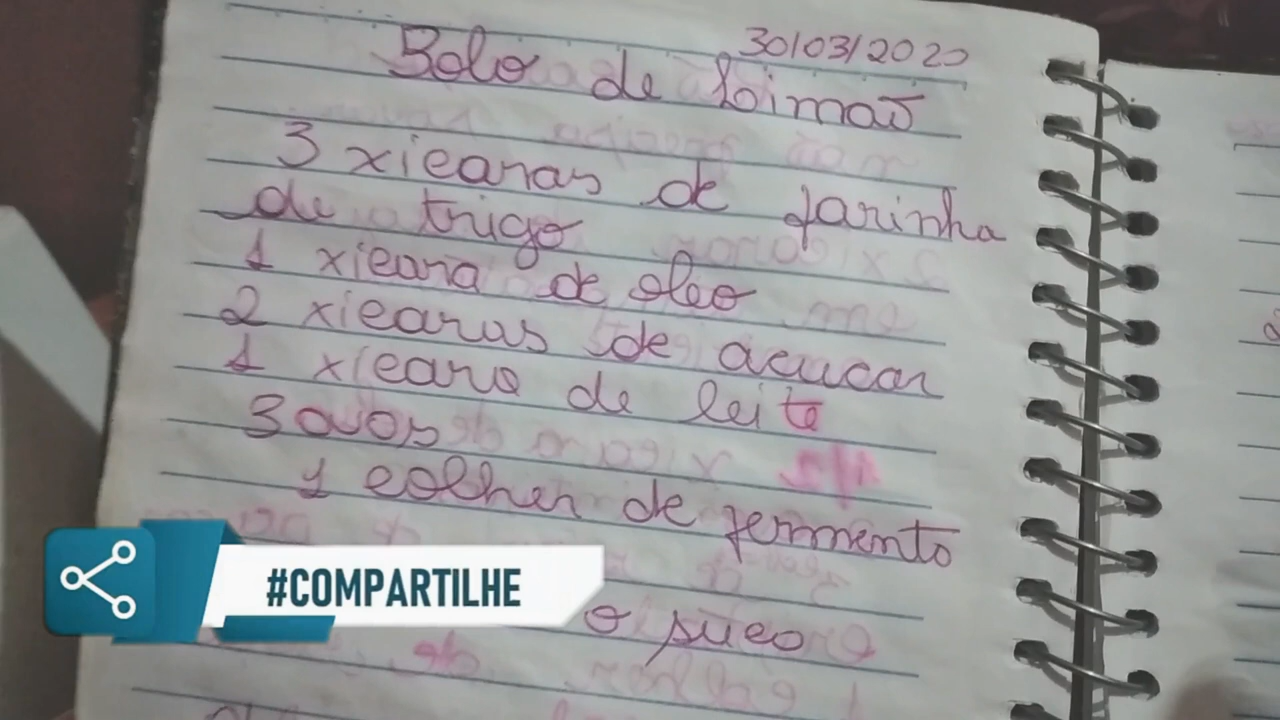 30/03/2020
Bolo de Limaõ
3 xicaras de farinha
de trigo
1 xicara de oleo
2 xicaras de acucar
1 xicara de leite
3 ovos
1 colher de fermento
#COMPARTILHE
o suco